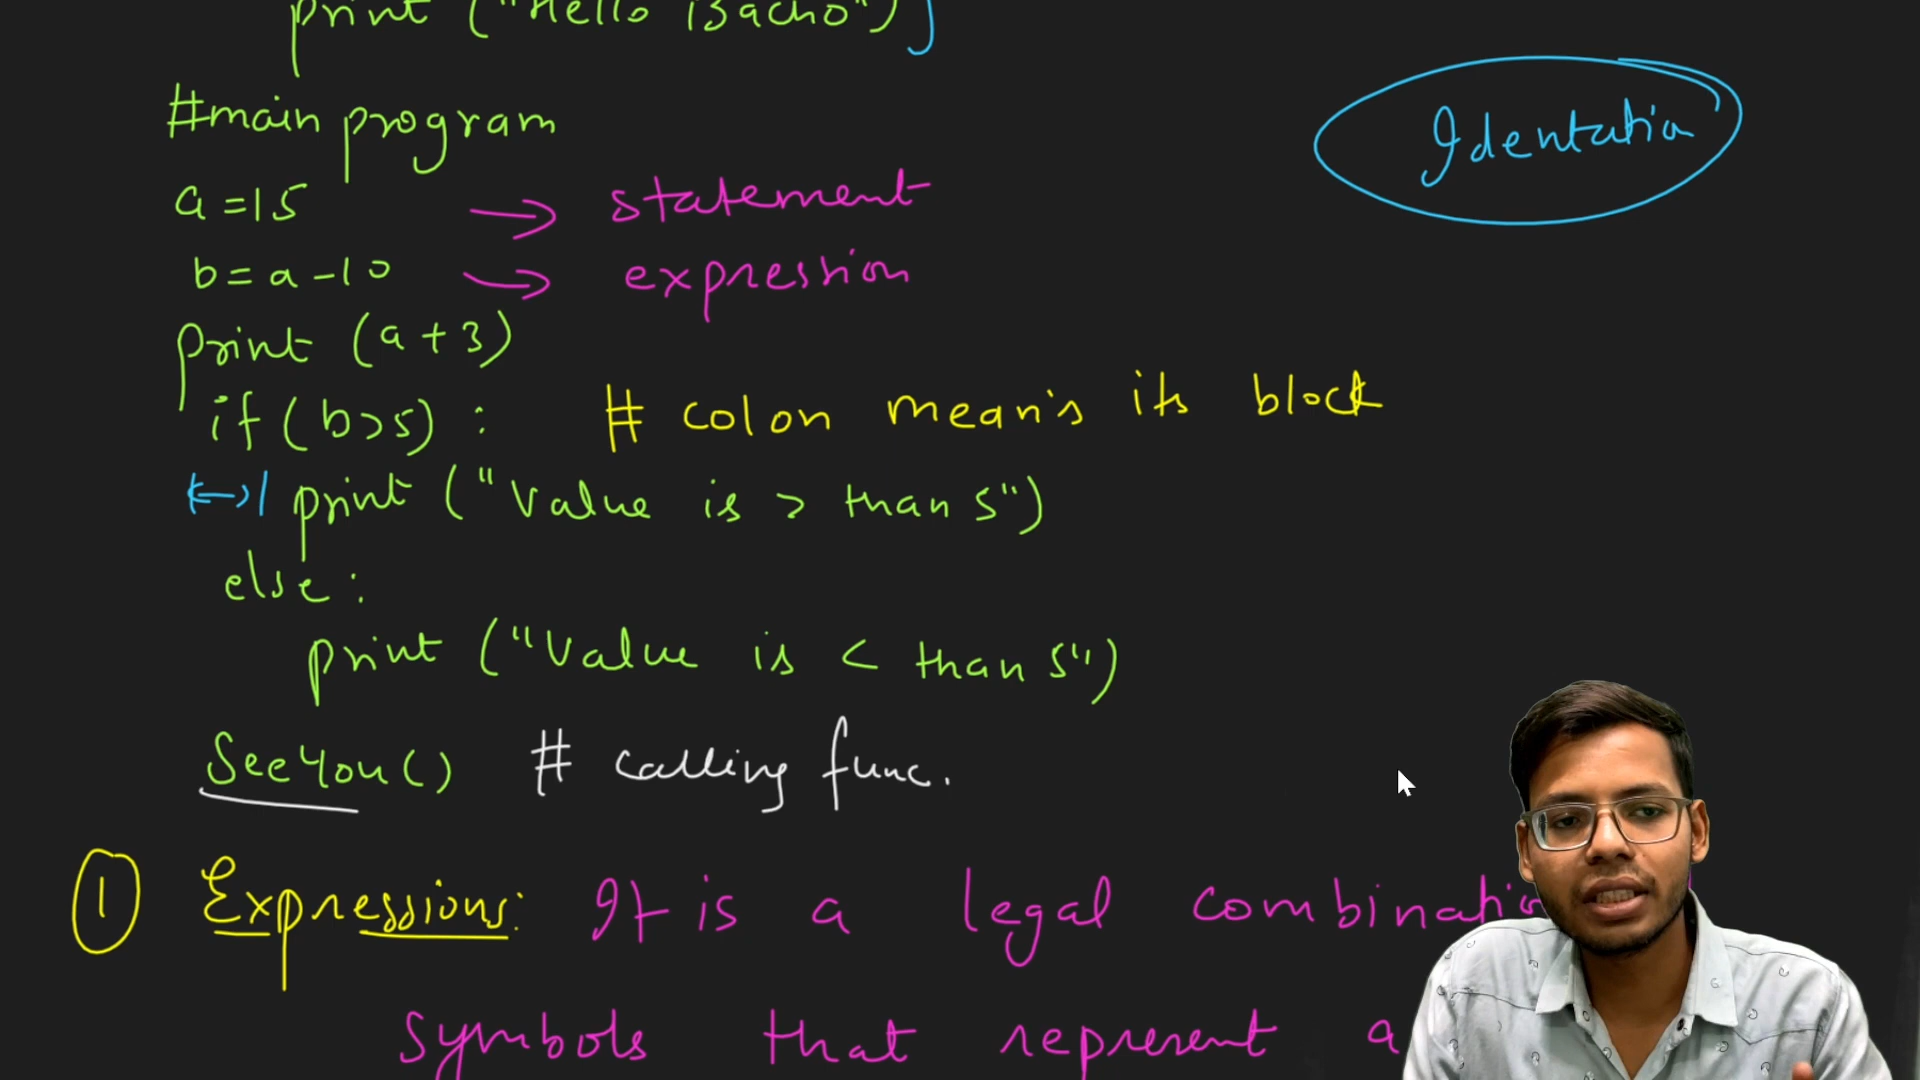 print ("Hello Bacho")
#main program
Identation
a=15 → statement
b=a-10 → expression
print (a+3)
if(b>5): # colon mean's its block
print ("Value is > than 5")
else:
print ("Value is < than 5")
SeeYou() # calling func.
① Expressions: It is a legal combination
symbols that represent a